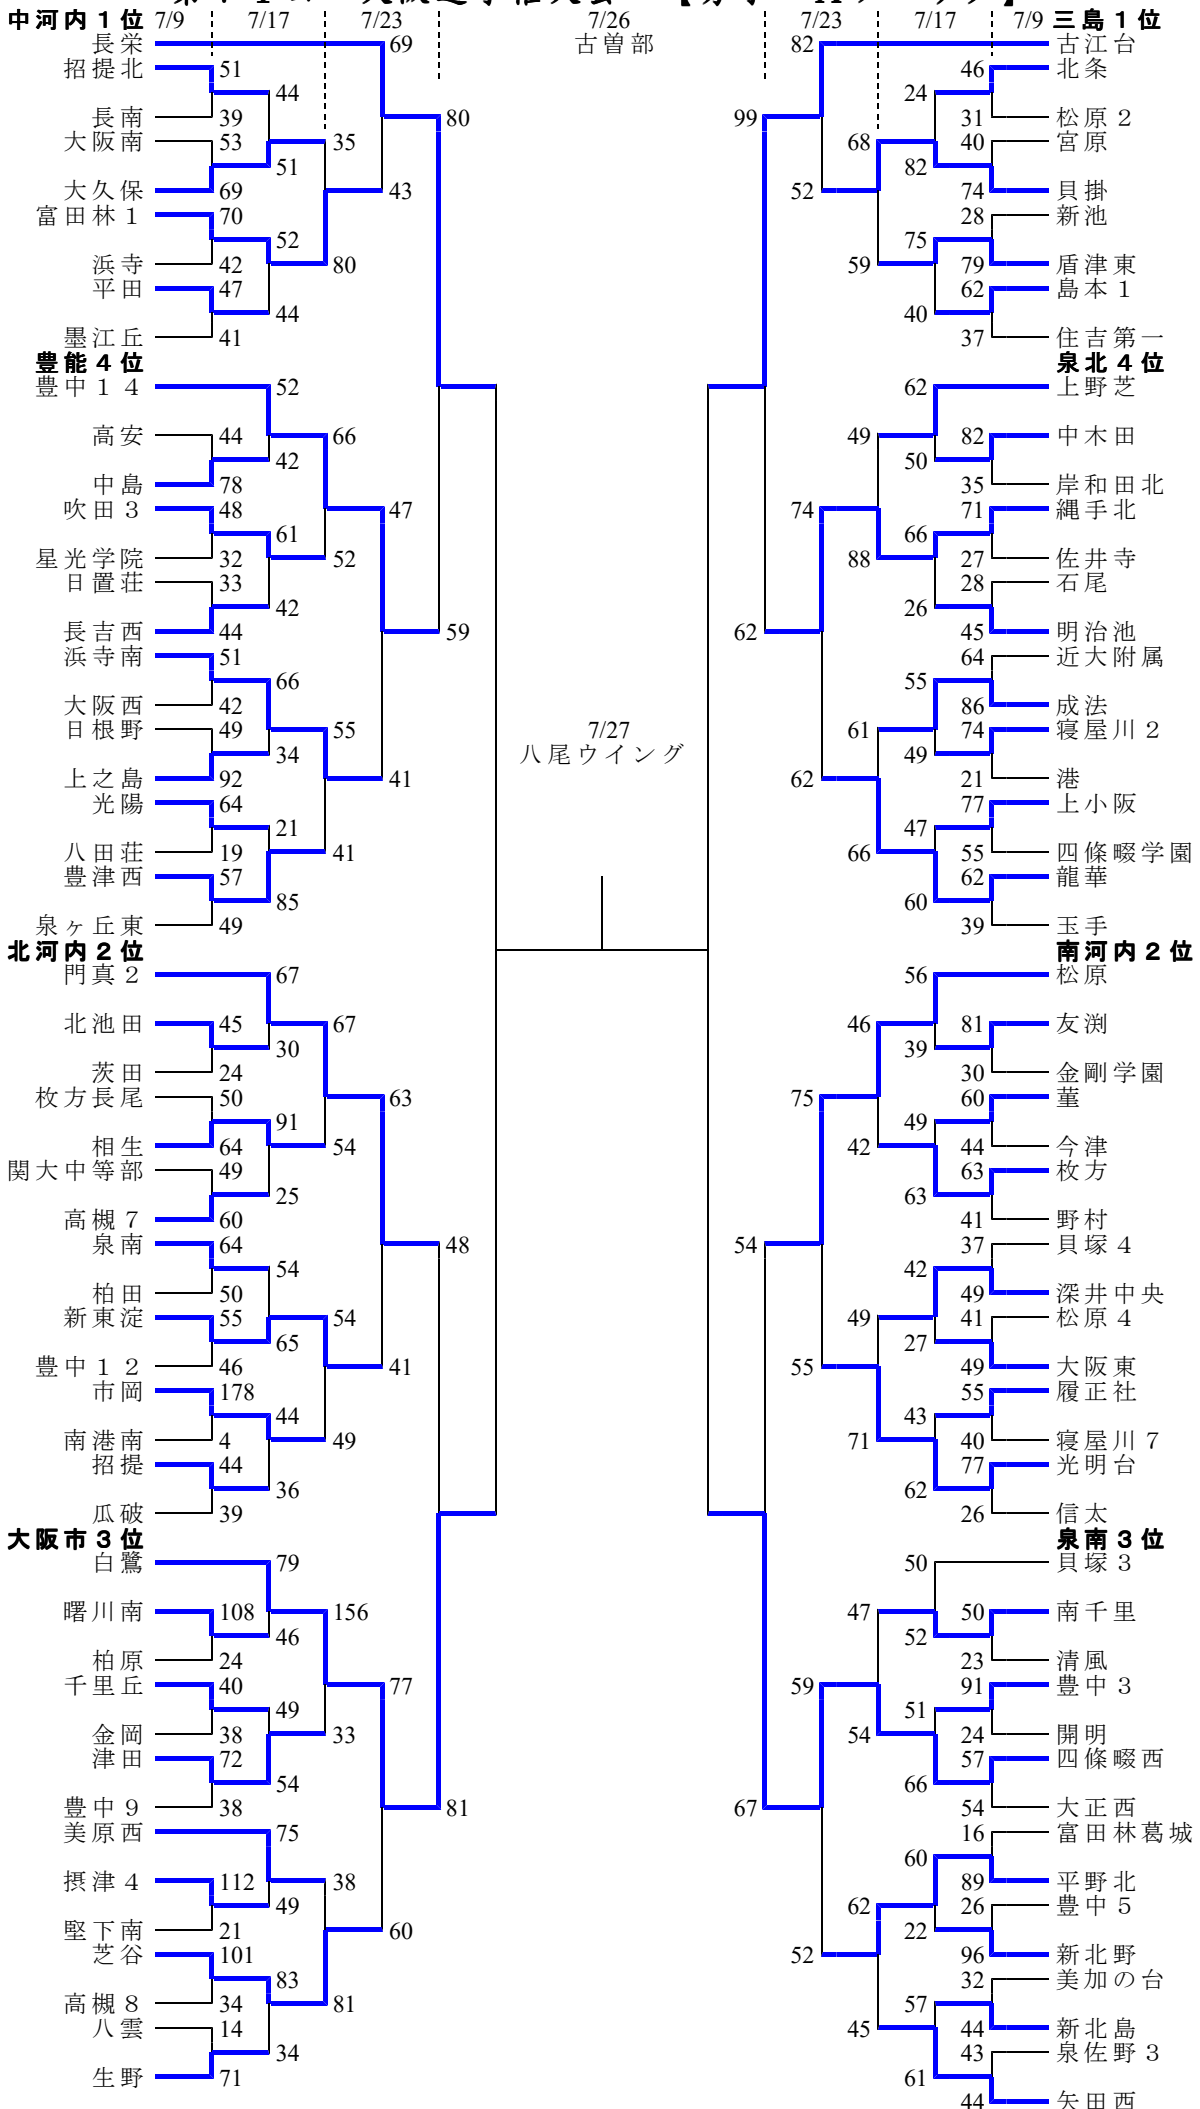 中河内１位 7/9 7/17 7/23 7/26 7/23 7/17 7/9 三島１位
古曽部
長栄 69
招提北 51
44
長南 39
大阪南 53
35
51
大久保 69
富田林１ 70
52
浜寺 42
80
平田 47
44
墨江丘 41
43
80
豊能４位
豊中１４ 52
高安 44
66
42
中島 78
吹田３ 48
47
61
星光学院 32
52
日置荘 33
42
長吉西 44
59
浜寺南 51
66
大阪西 42
日根野 49
55
34
上之島 92
41
光陽 64
21
八田荘 19
41
豊津西 57
85
泉ヶ丘東 49
北河内２位
門真２ 67
北池田 45
67
30
茨田 24
枚方長尾 50
63
91
相生 64
54
関大中等部 49
25
高槻７ 60
泉南 64
48
54
柏田 50
新東淀 55
54
65
豊中１２ 46
41
市岡 178
44
南港南 4
49
招提 44
36
瓜破 39
大阪市３位
白鷺 79
曙川南 108
156
46
柏原 24
千里丘 40
77
49
金岡 38
33
津田 72
54
豊中９ 38
81
美原西 75
摂津４ 112
38
49
堅下南 21
60
芝谷 101
83
高槻８ 34
81
八雲 14
34
生野 71
7/27
八尾ウイング
82 古江台
46 北条
24
99
31 松原２
68
40 宮原
82
52
74 貝掛
28 新池
75
59
79 盾津東
62 島本１
40
37 住吉第一
泉北４位
62 上野芝
49
82 中木田
50
35 岸和田北
74
71 縄手北
66
88
27 佐井寺
28 石尾
26
62
45 明治池
64 近大附属
55
86 成法
61
74 寝屋川２
49
62
21 港
77 上小阪
47
66
55 四條畷学園
62 龍華
60
39 玉手
南河内２位
56 松原
46
81 友渕
39
30 金剛学園
75
60 菫
49
42
44 今津
63 枚方
63
41 野村
54
37 貝塚４
42
49 深井中央
49
41 松原４
27
55
49 大阪東
55 履正社
43
71
40 寝屋川７
77 光明台
62
26 信太
泉南３位
50 貝塚３
47
50 南千里
52
23 清風
59
91 豊中３
51
54
24 開明
57 四條畷西
66
67
54 大正西
16 富田林葛城
60
89 平野北
62
26 豊中５
22
52
96 新北野
32 美加の台
57
45
44 新北島
43 泉佐野３
61
44 矢田西